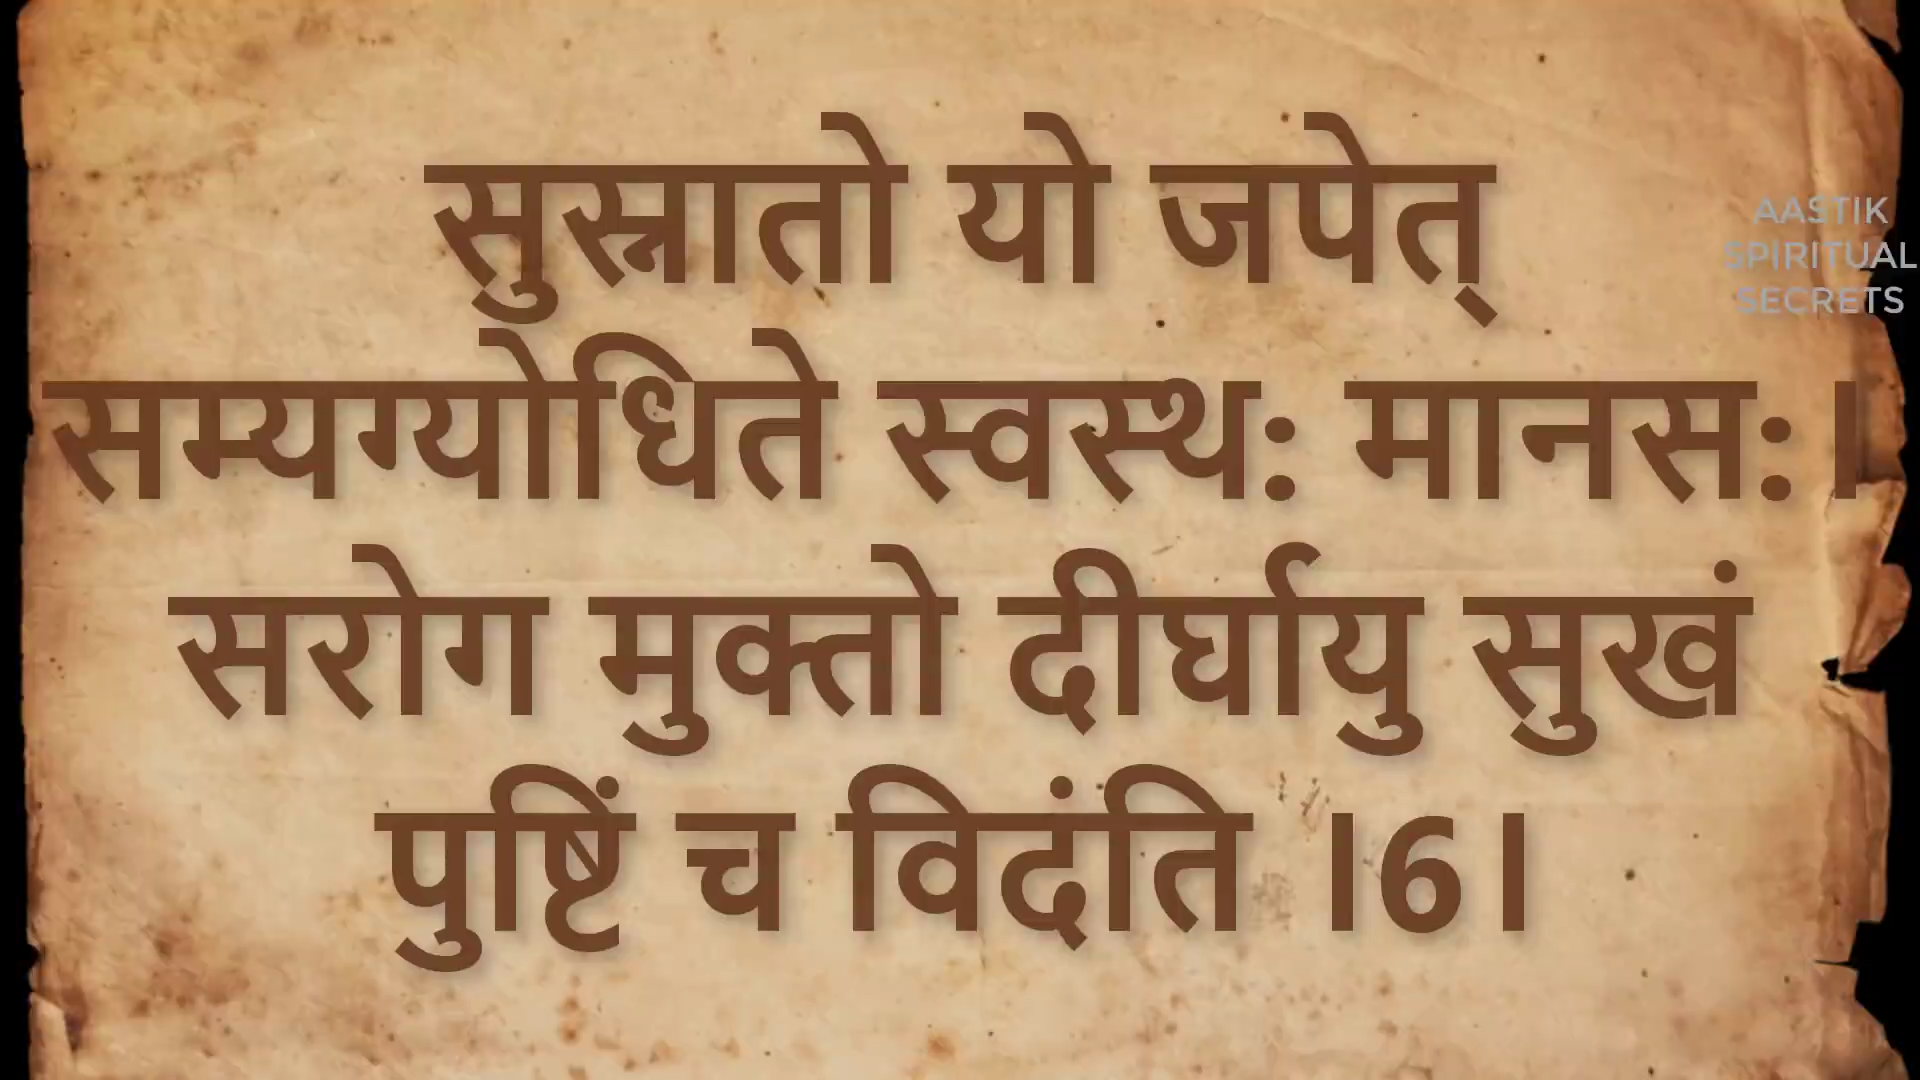 सुस्नातो यो जपेत्
सम्यग्योधिते स्वस्थ: मानस:।
सरोग मुक्तो दीर्घायु सुखं
पुष्टिं च विदंति ।6।
AASTIK
SPIRITUAL
SECRETS